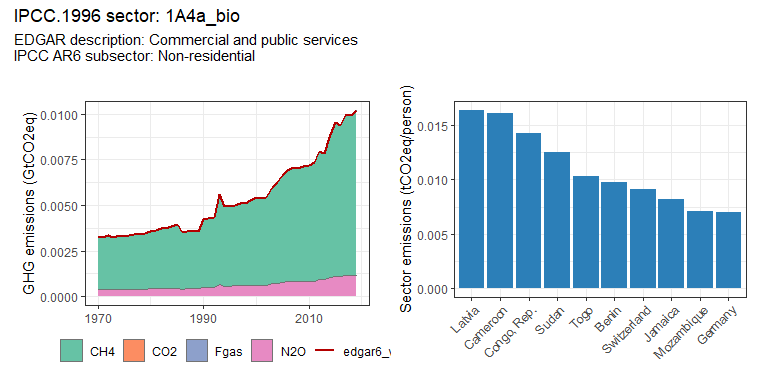 IPCC.1996 sector: 1A4a_bio
EDGAR description: Commercial and public services
IPCC AR6 subsector: Non-residential
GHG emissions (GtCO2eq)
0.0100
0.0075
0.0050
0.0025
0.0000
1970
1990
2010
CH4
CO2
Fgas
N2O
edgar6_v
Sector emissions (tCO2eq/person)
0.015
0.010
0.005
0.000
Latvia
Cameroon
Congo, Rep.
Sudan
Togo
Benin
Switzerland
Jamaica
Mozambique
Germany